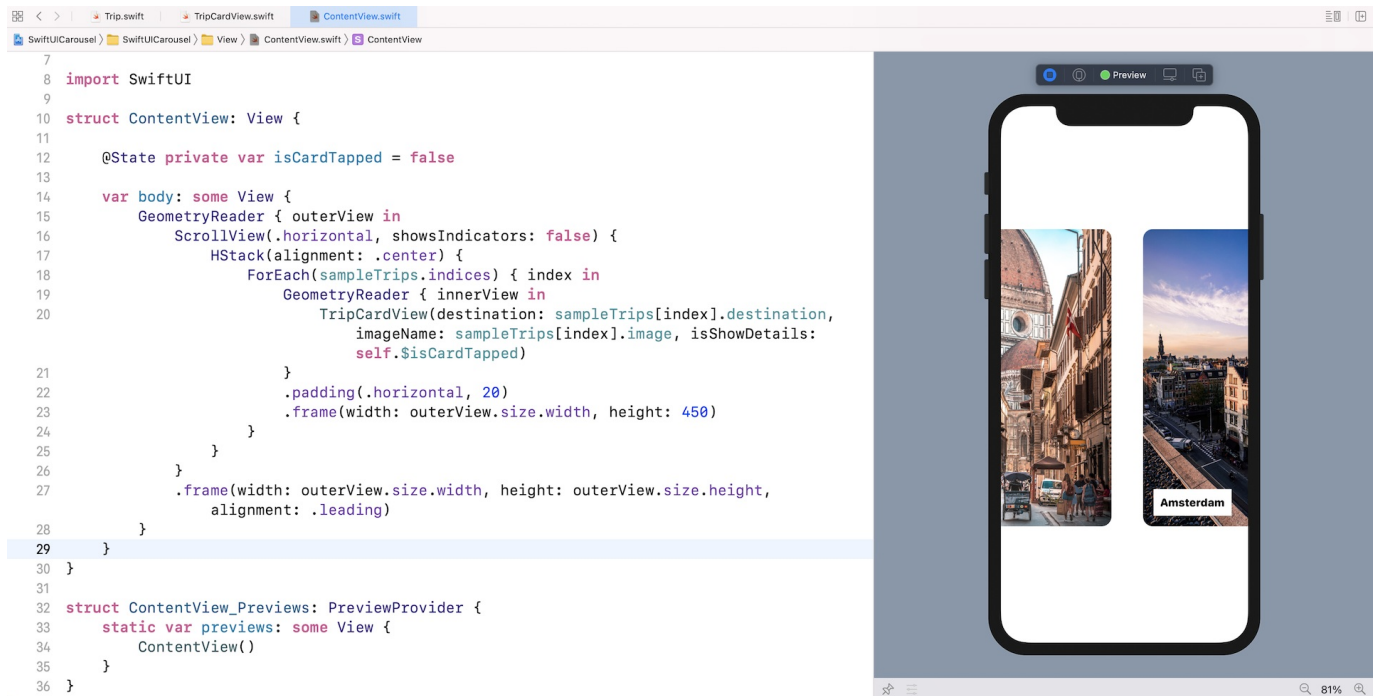 Trip.swift TripCardView.swift ContentView.swift
SwiftUICarousel SwiftUICarousel View ContentView.swift S ContentView
7
8 import SwiftUI
9
10 struct ContentView: View {
11
12 @State private var isCardTapped = false
13
14 var body: some View {
15 GeometryReader { outerView in
16 ScrollView(.horizontal, showsIndicators: false) {
17 HStack(alignment: .center) {
18 ForEach(sampleTrips.indices) { index in
19 GeometryReader { innerView in
20 TripCardView(destination: sampleTrips[index].destination,
imageName: sampleTrips[index].image, isShowDetails:
self.$isCardTapped)
21 }
22 .padding(.horizontal, 20)
23 .frame(width: outerView.size.width, height: 450)
24 }
25 }
26 }
27 .frame(width: outerView.size.width, height: outerView.size.height,
alignment: .leading)
28 }
29 }
30 }
31
32 struct ContentView_Previews: PreviewProvider {
33 static var previews: some View {
34 ContentView()
35 }
36 }
Preview
Amsterdam
81%